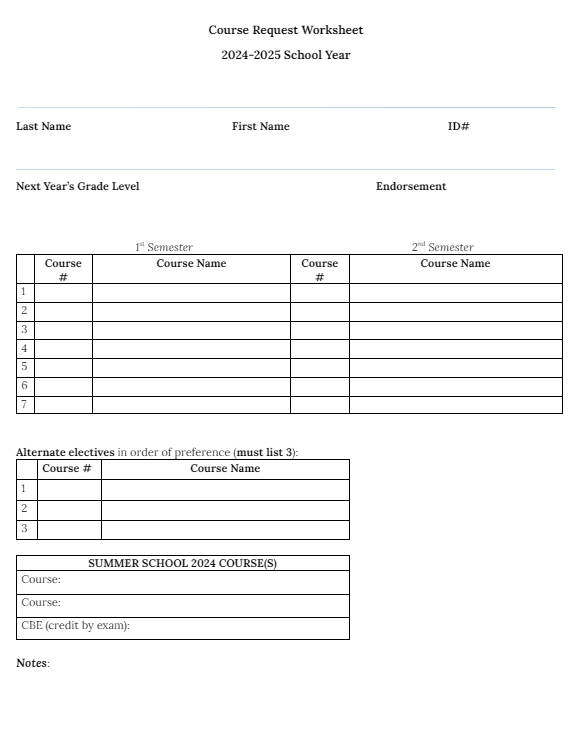 Course Request Worksheet
2024-2025 School Year
Last Name First Name ID#
Next Year's Grade Level Endorsement
1st Semester 2nd Semester
Course # Course Name Course # Course Name
1
2
3
4
5
6
7
Alternate electives in order of preference (must list 3):
Course # Course Name
1
2
3
SUMMER SCHOOL 2024 COURSE(S)
Course:
Course:
CBE (credit by exam):
Notes: